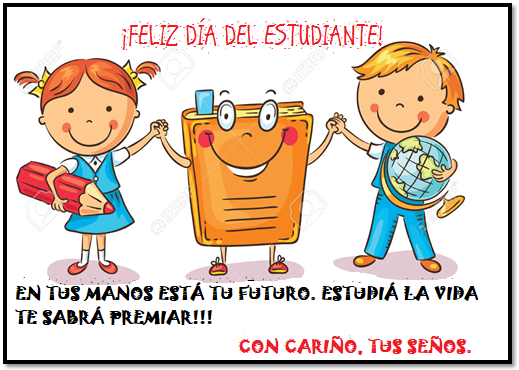 ¡FELIZ DÍA DEL ESTUDIANTE!
EN TUS MANOS ESTÁ TU FUTURO. ESTUDIÁ LA VIDA
TE SABRÁ PREMIAR!!!
CON CARIÑO, TUS SEÑOS.